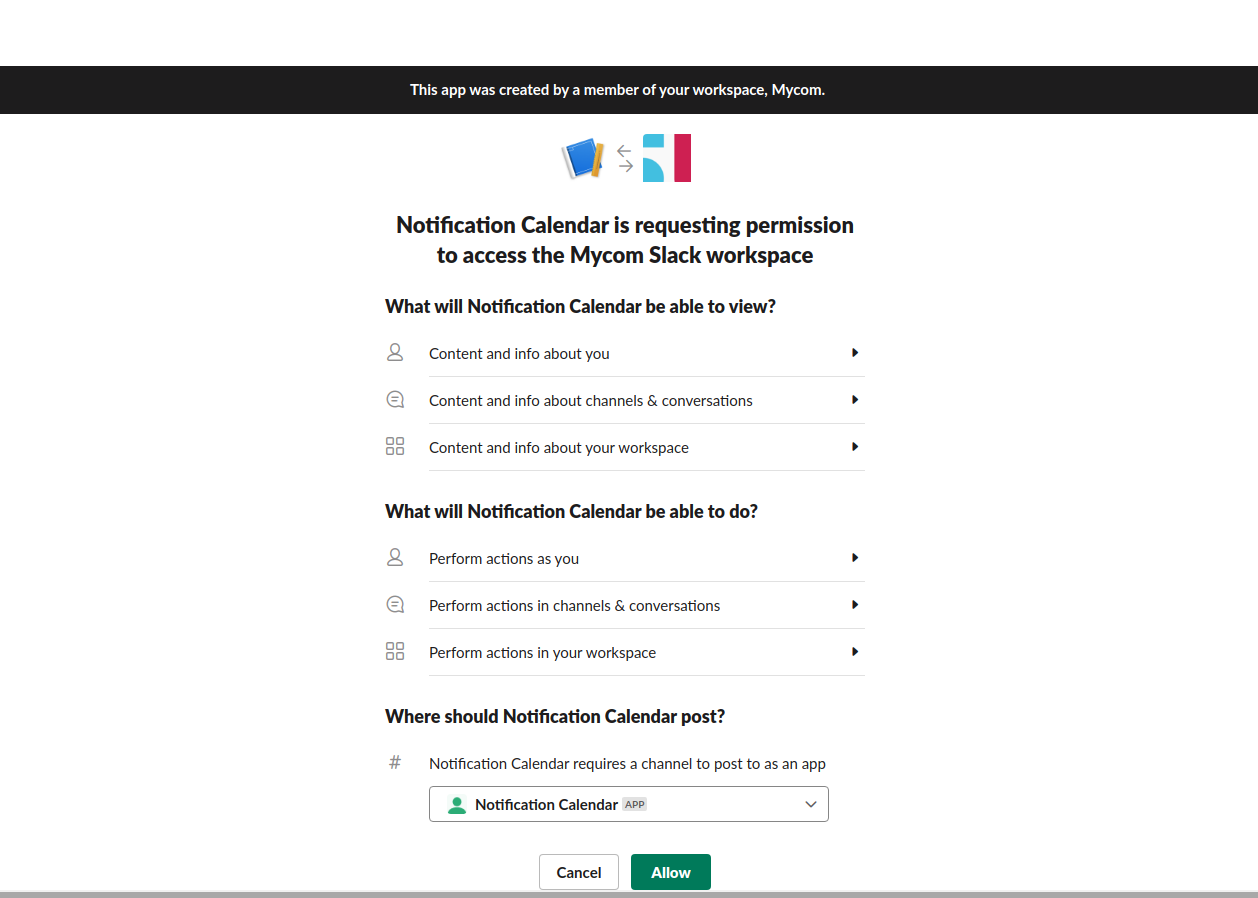 This app was created by a member of your workspace, Mycom.
Notification Calendar is requesting permission
to access the Mycom Slack workspace
What will Notification Calendar be able to view?
Content and info about you
Content and info about channels & conversations
Content and info about your workspace
What will Notification Calendar be able to do?
Perform actions as you
Perform actions in channels & conversations
Perform actions in your workspace
Where should Notification Calendar post?
# Notification Calendar requires a channel to post to as an app
Notification Calendar APP
Cancel Allow